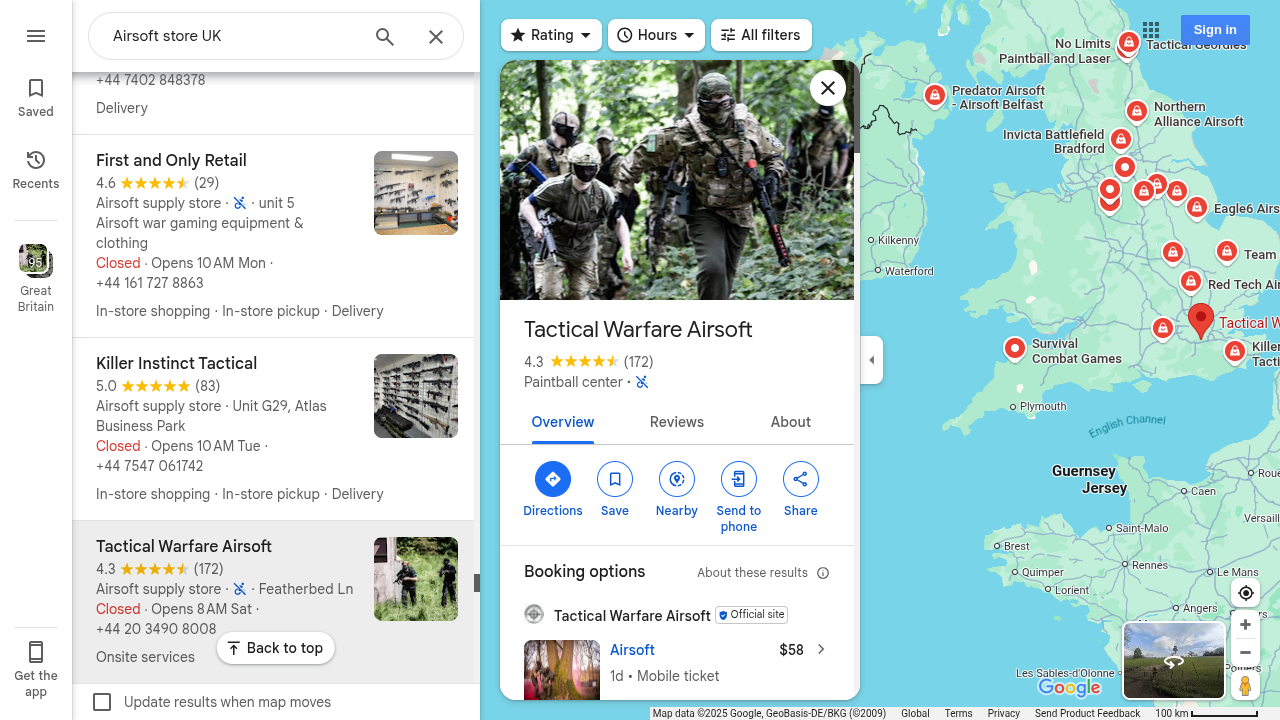 Airsoft store UK
Saved
Recents
95
Great
Britain
Get the
app
+44 7402 848378
Delivery
First and Only Retail
4.6 (29)
Airsoft supply store · · unit 5
Airsoft war gaming equipment &
clothing
Closed · Opens 10 AM Mon ·
+44 161 727 8863
In-store shopping · In-store pickup · Delivery
Killer Instinct Tactical
5.0 (83)
Airsoft supply store · Unit G29, Atlas
Business Park
Closed · Opens 10 AM Tue ·
+44 7547 061742
In-store shopping · In-store pickup · Delivery
Tactical Warfare Airsoft
4.3 (172)
Airsoft supply store · · Featherbed Ln
Closed · Opens 8 AM Sat ·
+44 20 3490 8008
Onsite services
Back to top
Update results when map moves
Rating
Hours
All filters
Tactical Warfare Airsoft
4.3 (172)
Paintball center ·
Overview
Reviews
About
Directions
Save
Nearby
Send to
phone
Share
Booking options
About these results
Tactical Warfare Airsoft
Official site
Airsoft
$58
1d • Mobile ticket
Sign in
No Limits
Paintball and Laser
Tactical Geordies
Predator Airsoft
- Airsoft Belfast
Northern
Alliance Airsoft
Invicta Battlefield
Bradford
Eagle6 Airs
Kilkenny
Waterford
Team
Red Tech Air
Tactical W
Survival
Combat Games
Killer
Tacti
Plymouth
English Channel
Guernsey
Jersey
Caen
Roue
Saint-Malo
Versaill
Brest
Quimper
Rennes
Le Mans
Lorient
Angers
Les Sables-d'Olonne
Poitiers
Google
Map data ©2025 Google, GeoBasis-DE/BKG (©2009)
Global
Terms
Privacy
Send Product Feedback
100 km